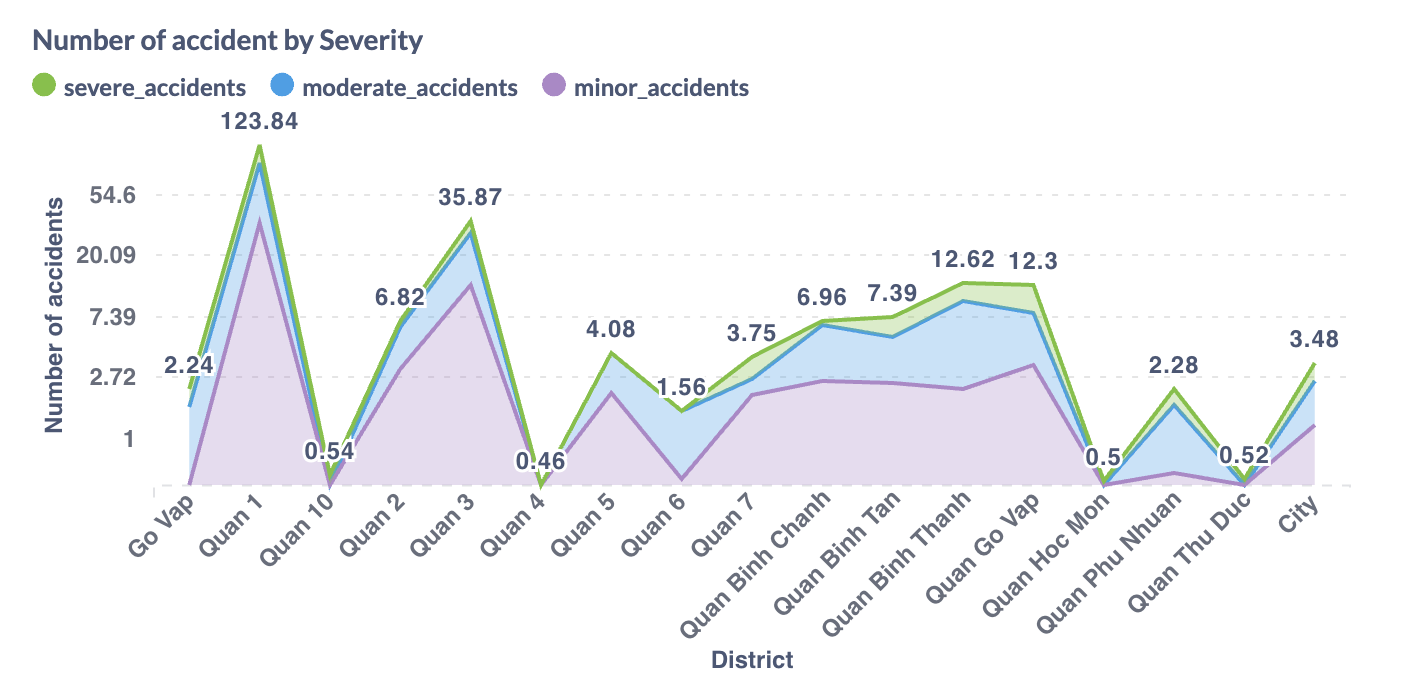 Number of accident by Severity
severe_accidents moderate_accidents minor_accidents
123.84
54.6
35.87
20.09
12.62 12.3
7.39
6.82
6.96 7.39
4.08
3.75
3.48
2.72
2.24
1.56
2.28
1
0.54
0.46
0.5
0.52
Number of accidents
Go Vap
Quan 1
Quan 10
Quan 2
Quan 3
Quan 4
Quan 5
Quan 6
Quan 7
Quan Binh Chanh
Quan Binh Tan
Quan Binh Thanh
Quan Go Vap
Quan Hoc Mon
Quan Phu Nhuan
Quan Thu Duc
City
District